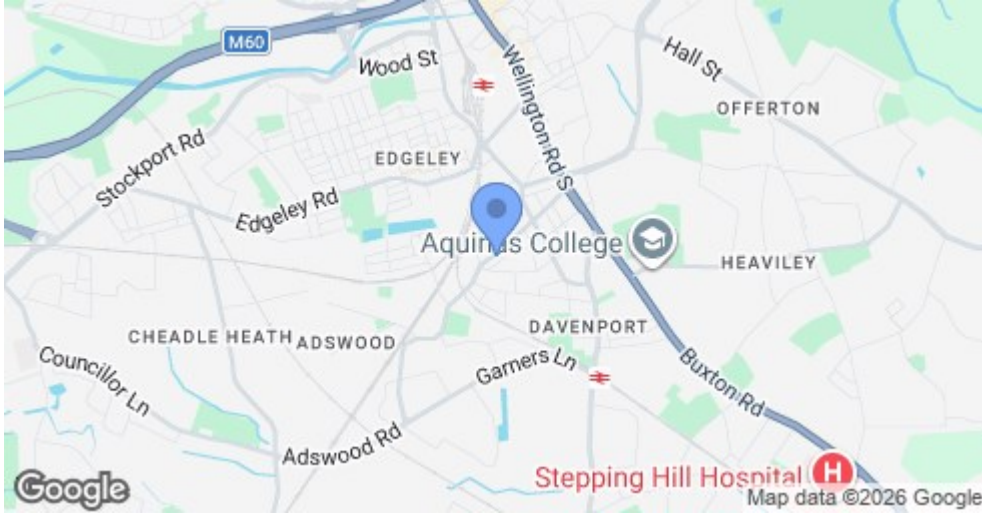 M60
Wood St
Wellington Rd S
Hall St
OFFERTON
Stockport Rd
EDGELEY
Edgeley Rd
Aquinas College
HEAVILEY
DAVENPORT
CHEADLE HEATH
ADSWOOD
Councillor Ln
Garners Ln
Buxton Rd
Adswood Rd
Stepping Hill Hospital
H
Google
Map data ©2026 Google